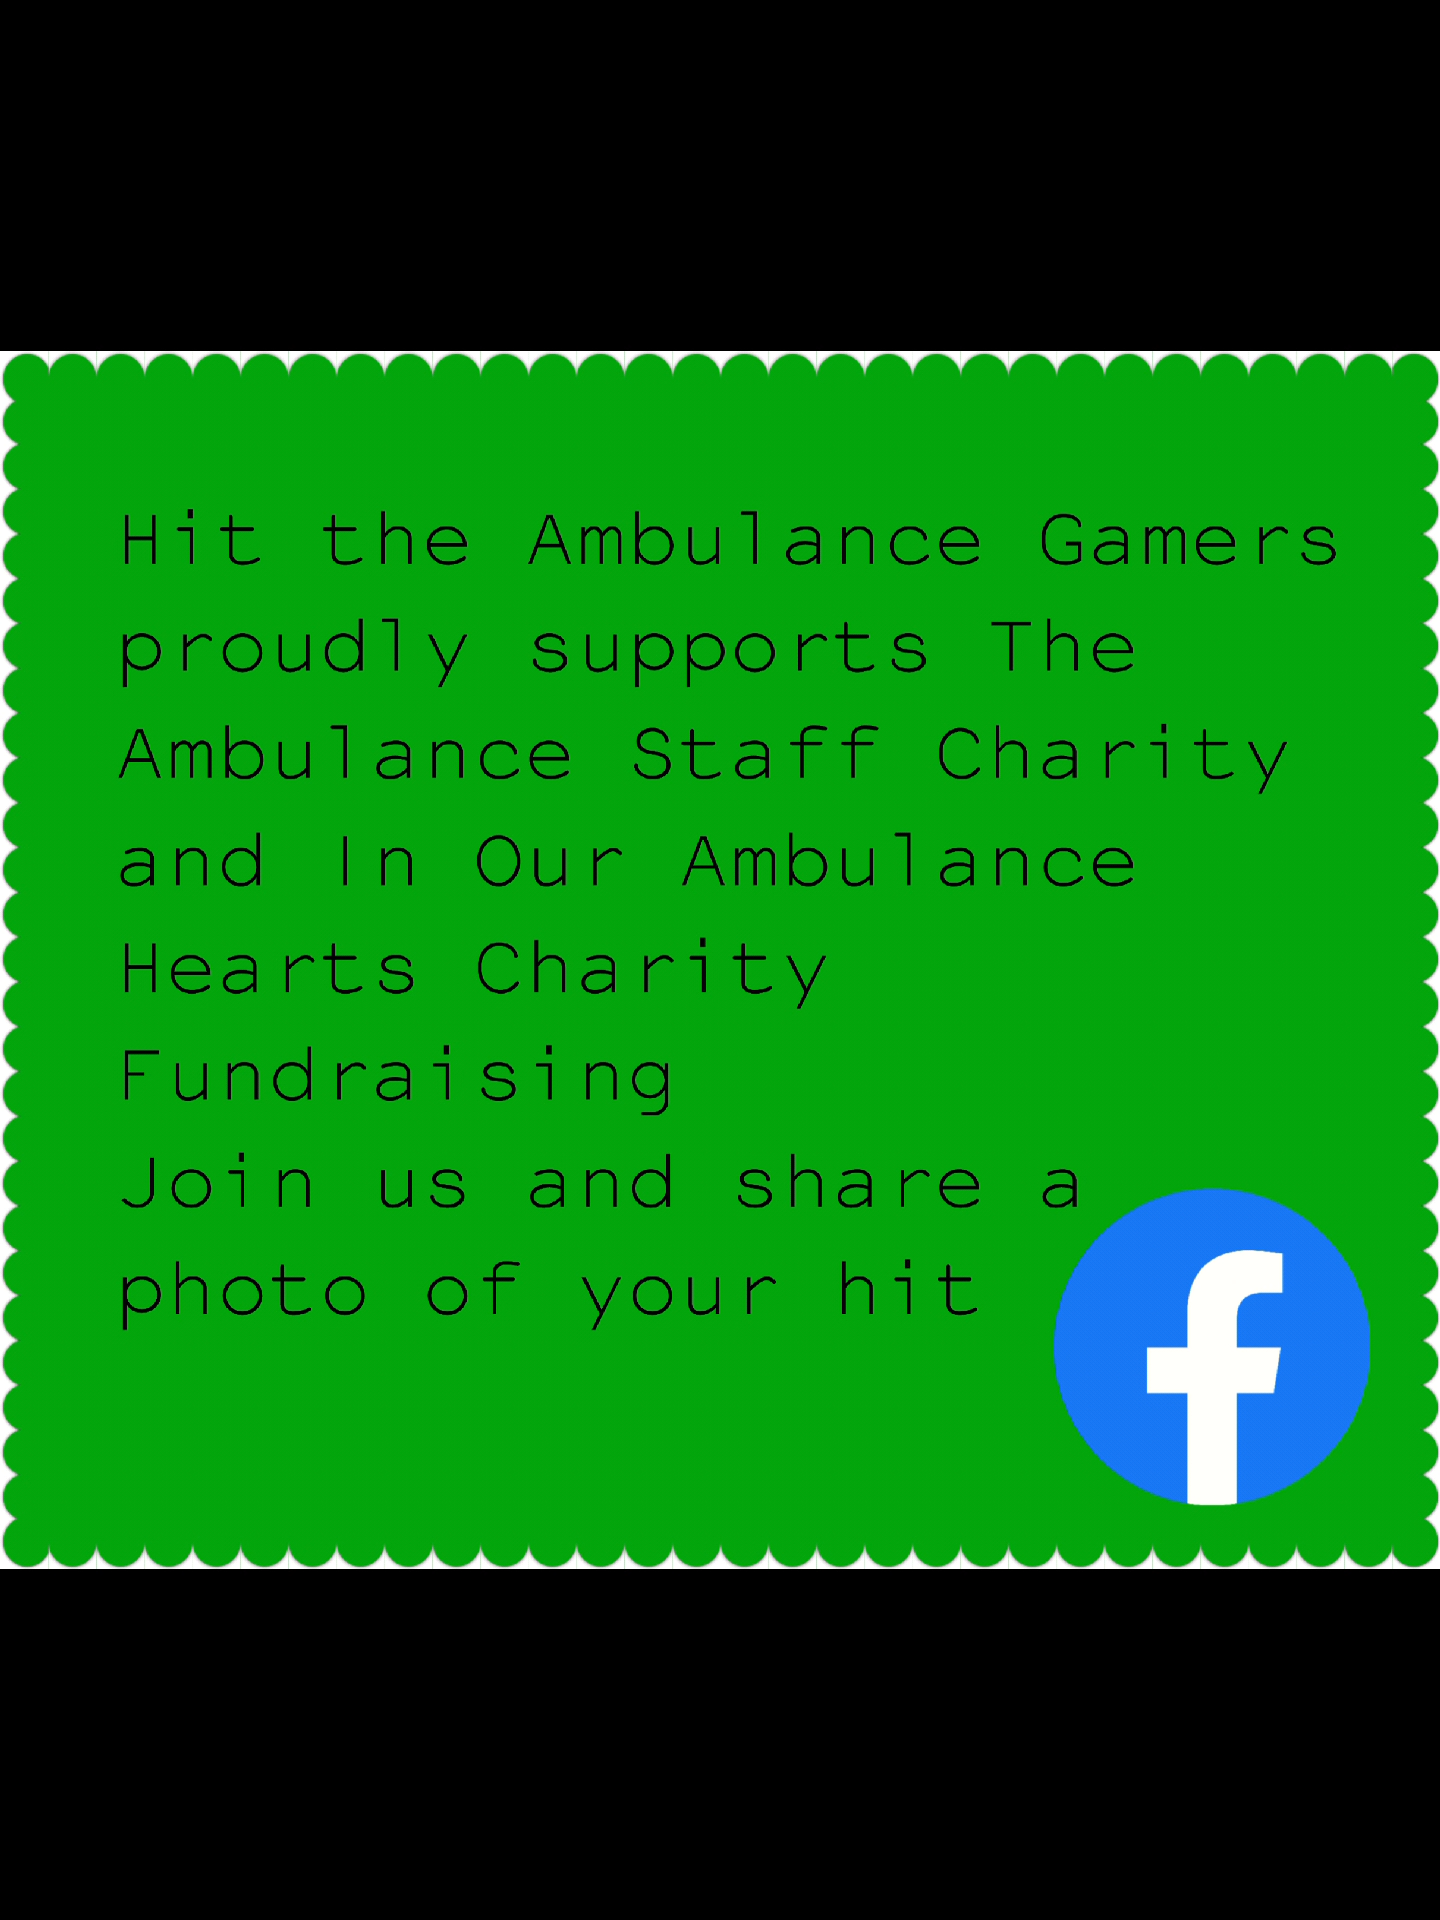 Hit the Ambulance Gamers
proudly supports The
Ambulance Staff Charity
and In Our Ambulance
Hearts Charity
Fundraising
Join us and share a
photo of your hit